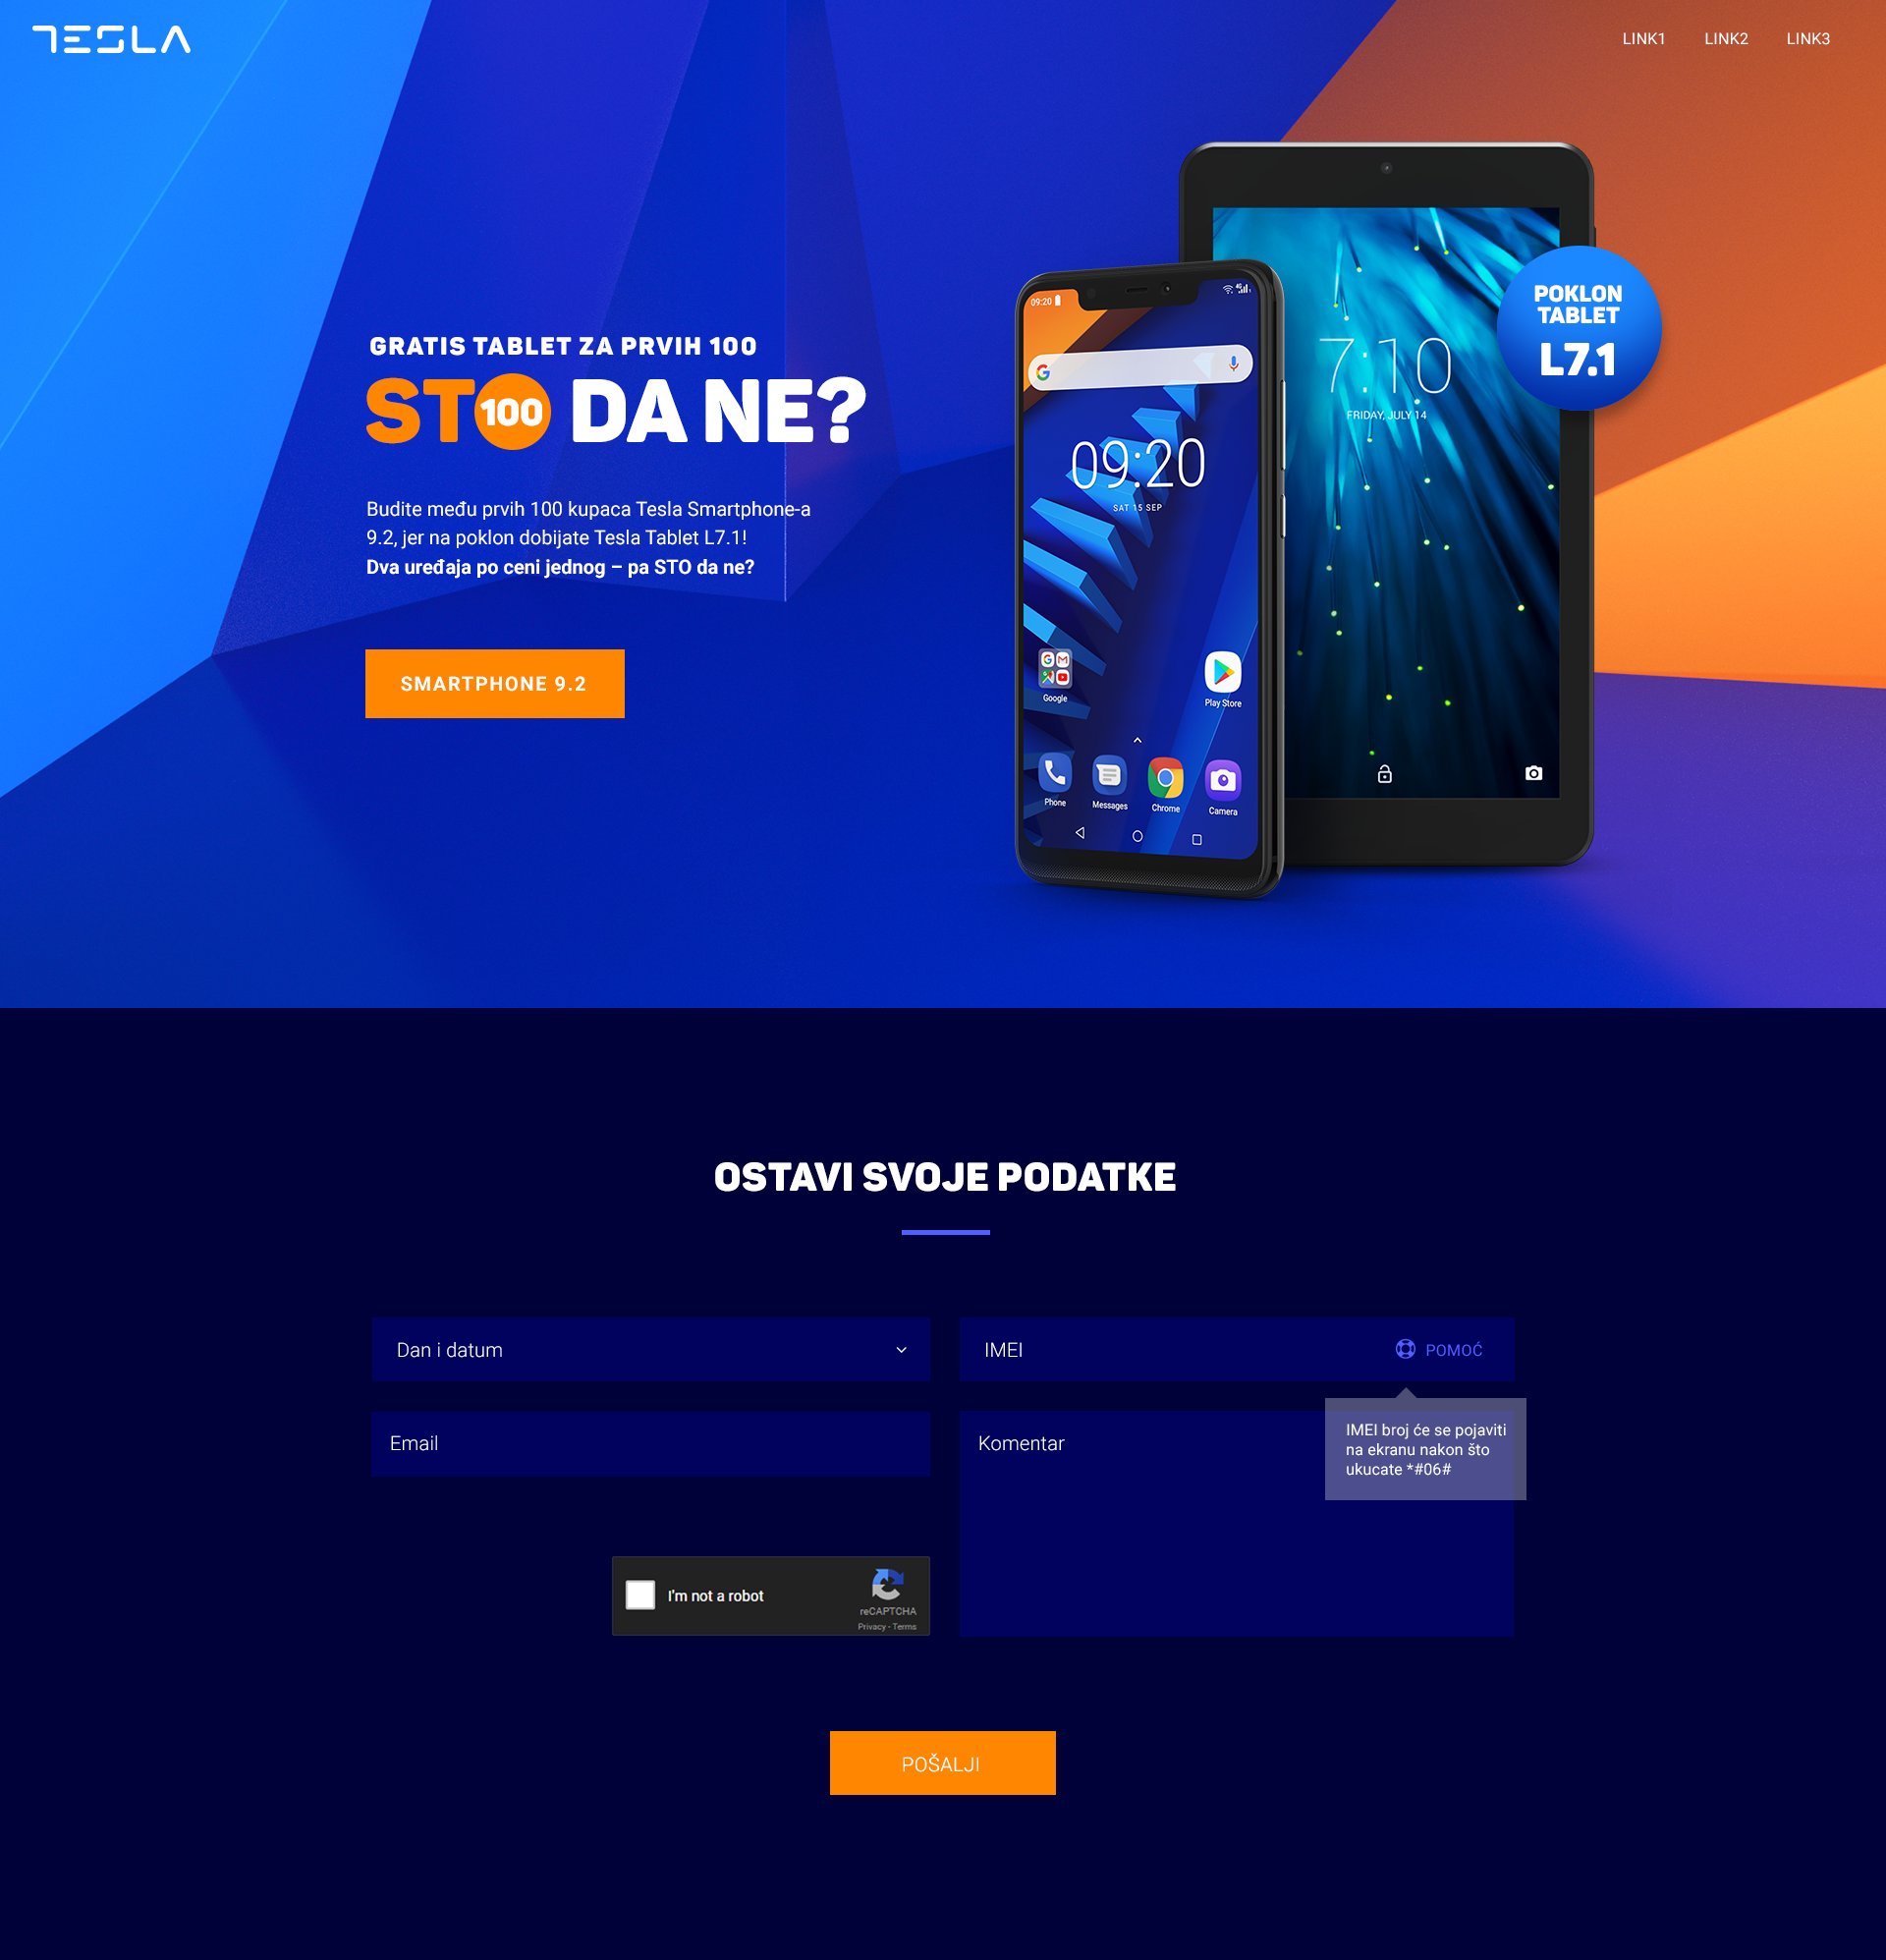 TESLA
LINK1 LINK2 LINK3
GRATIS TABLET ZA PRVIH 100
ST100 DA NE?
Budite među prvih 100 kupaca Tesla Smartphone-a
9.2, jer na poklon dobijate Tesla Tablet L7.1!
Dva uređaja po ceni jednog – pa STO da ne?
SMARTPHONE 9.2
09:20
4G
G
09:20
SAT 15 SEP
Google
Play Store
Phone
Messages
Chrome
Camera
7:10
FRIDAY, JULY 14
POKLON
TABLET
L7.1
OSTAVI SVOJE PODATKE
Dan i datum
IMEI
POMOĆ
Email
Komentar
IMEI broj će se pojaviti
na ekranu nakon što
ukucate *#06#
I'm not a robot
reCAPTCHA
Privacy - Terms
POŠALJI